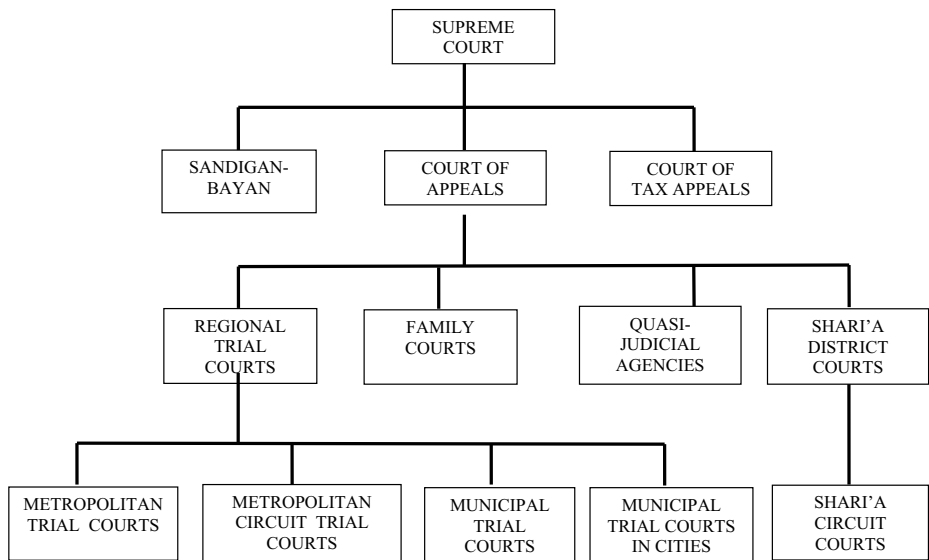 SUPREME
COURT
SANDIGAN-
BAYAN
COURT OF
APPEALS
COURT OF
TAX APPEALS
REGIONAL
TRIAL
COURTS
FAMILY
COURTS
QUASI-
JUDICIAL
AGENCIES
SHARI'A
DISTRICT
COURTS
METROPOLITAN
TRIAL COURTS
METROPOLITAN
CIRCUIT TRIAL
COURTS
MUNICIPAL
TRIAL
COURTS
MUNICIPAL
TRIAL COURTS
IN CITIES
SHARI'A
CIRCUIT
COURTS